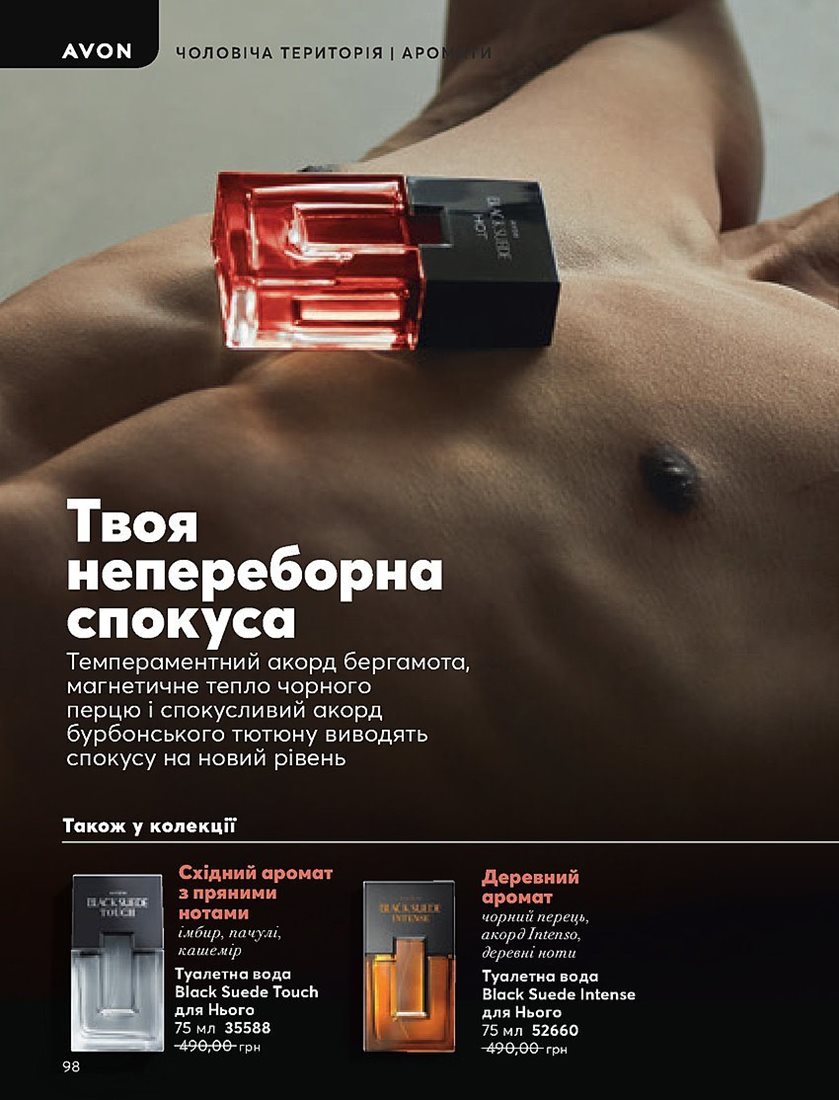 AVON
ЧОЛОВІЧА ТЕРИТОРІЯ | АРОМАТИ
AVON
BLACK SUEDE
HOT
Твоя
непереборна
спокуса
Темпераментний акорд бергамота,
магнетичне тепло чорного
перцю і спокусливий акорд
бурбонського тютюну виводять
спокусу на новий рівень
Також у колекції
BLACK SUEDE
TOUCH
Східний аромат
з пряними
нотами
імбир, пачулі,
кашемір
Туалетна вода
Black Suede Touch
для Нього
75 мл 35588
490,00 грн
BLACK SUEDE
INTENSE
Деревний
аромат
чорний перець,
акорд Intenso,
деревні ноти
Туалетна вода
Black Suede Intense
для Нього
75 мл 52660
490,00 грн
98